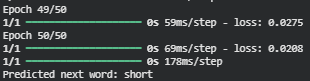 Epoch 49/50
1/1 ━━━━━━━━━━━━━━━━━━━━ 0s 59ms/step - loss: 0.0275
Epoch 50/50
1/1 ━━━━━━━━━━━━━━━━━━━━ 0s 69ms/step - loss: 0.0208
1/1 ━━━━━━━━━━━━━━━━━━━━ 0s 178ms/step
Predicted next word: short